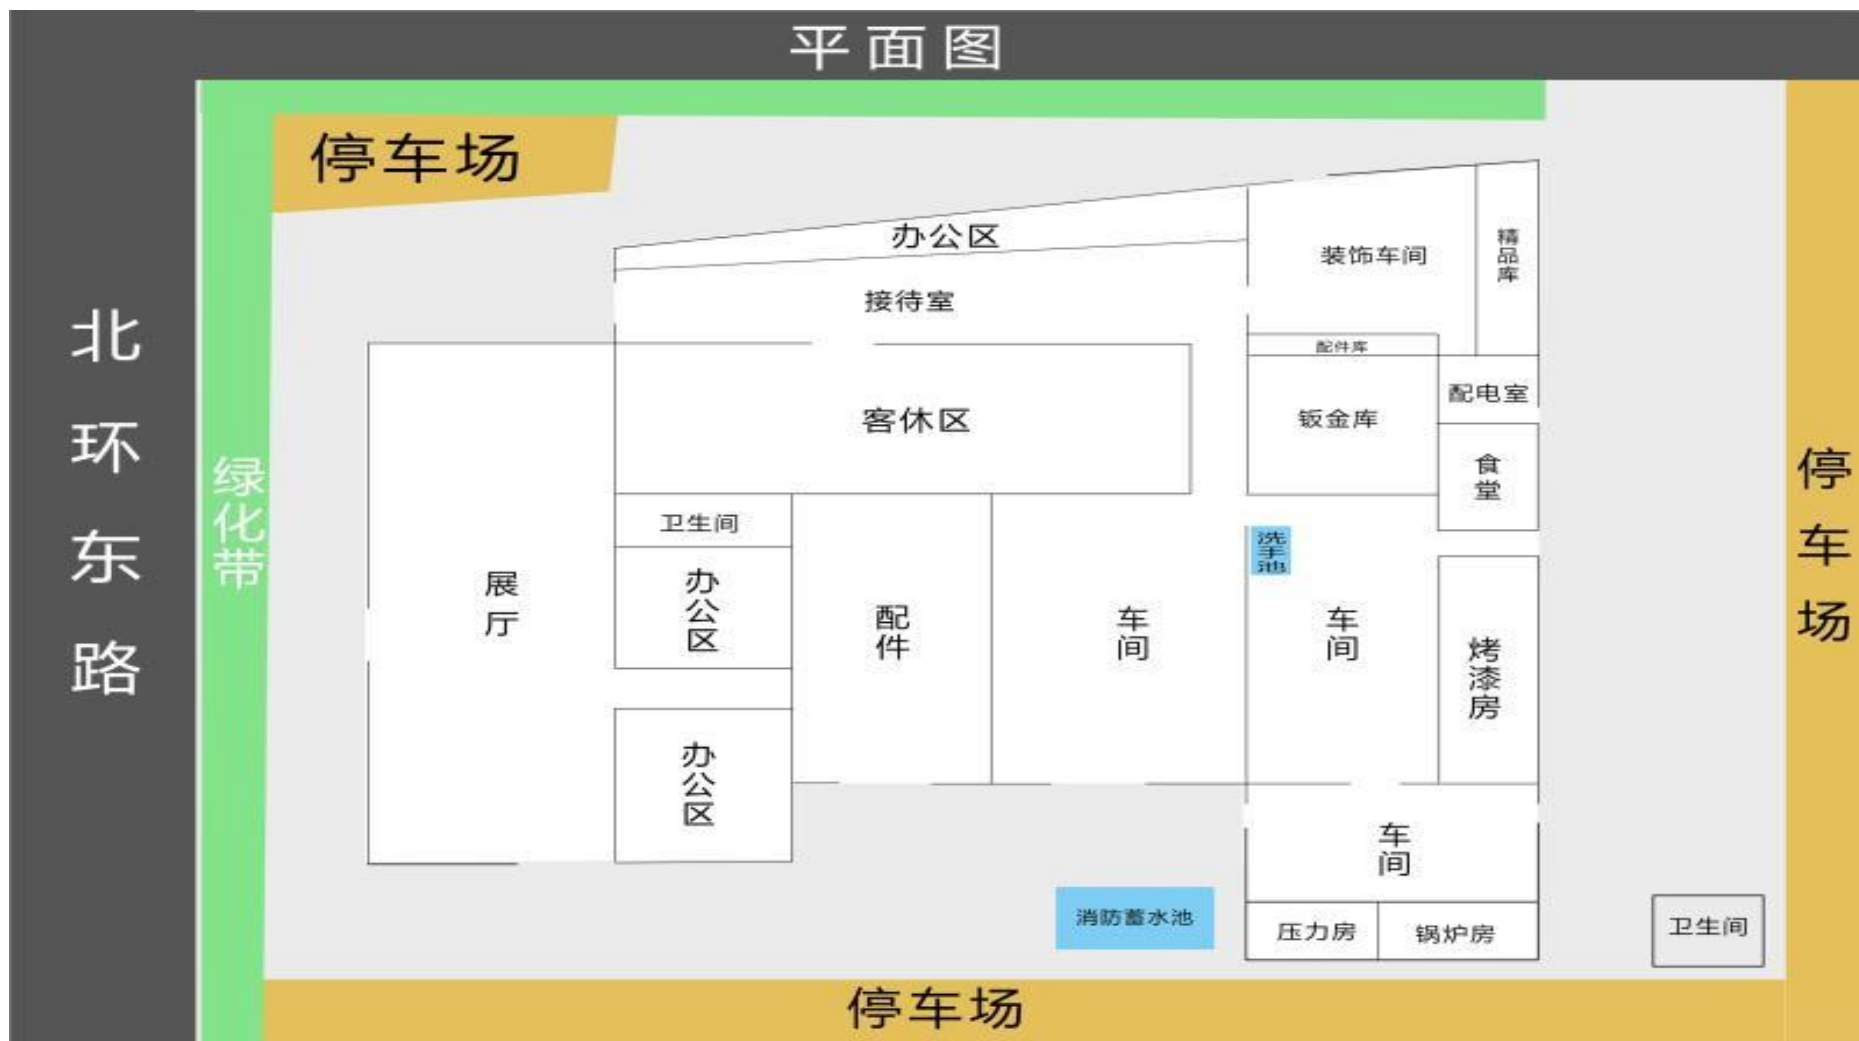 平面图
停车场
北环东路
绿化带
办公区
接待室
装饰车间
精品库
配件库
客休区
钣金库
配电室
食堂
停车场
卫生间
洗手池
展厅
办公区
配件
车间
车间
烤漆房
办公区
车间
消防蓄水池
压力房
锅炉房
卫生间
停车场